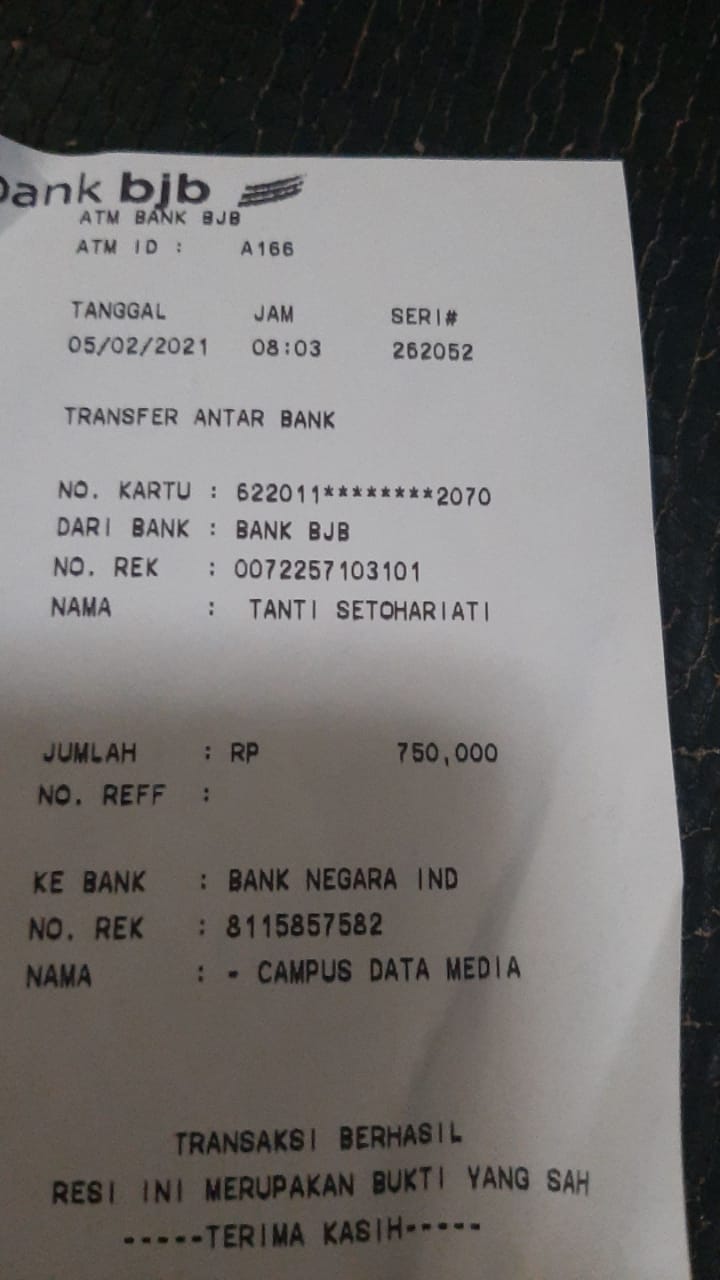 bank bjb
ATM BANK BJB
ATM ID : A166
TANGGAL JAM SERI#
05/02/2021 08:03 262052
TRANSFER ANTAR BANK
NO. KARTU : 622011********2070
DARI BANK : BANK BJB
NO. REK : 0072257103101
NAMA : TANTI SETOHARIATI
JUMLAH : RP 750,000
NO. REFF :
KE BANK : BANK NEGARA IND
NO. REK : 8115857582
NAMA : - CAMPUS DATA MEDIA
TRANSAKSI BERHASIL
RESI INI MERUPAKAN BUKTI YANG SAH
-----TERIMA KASIH-----